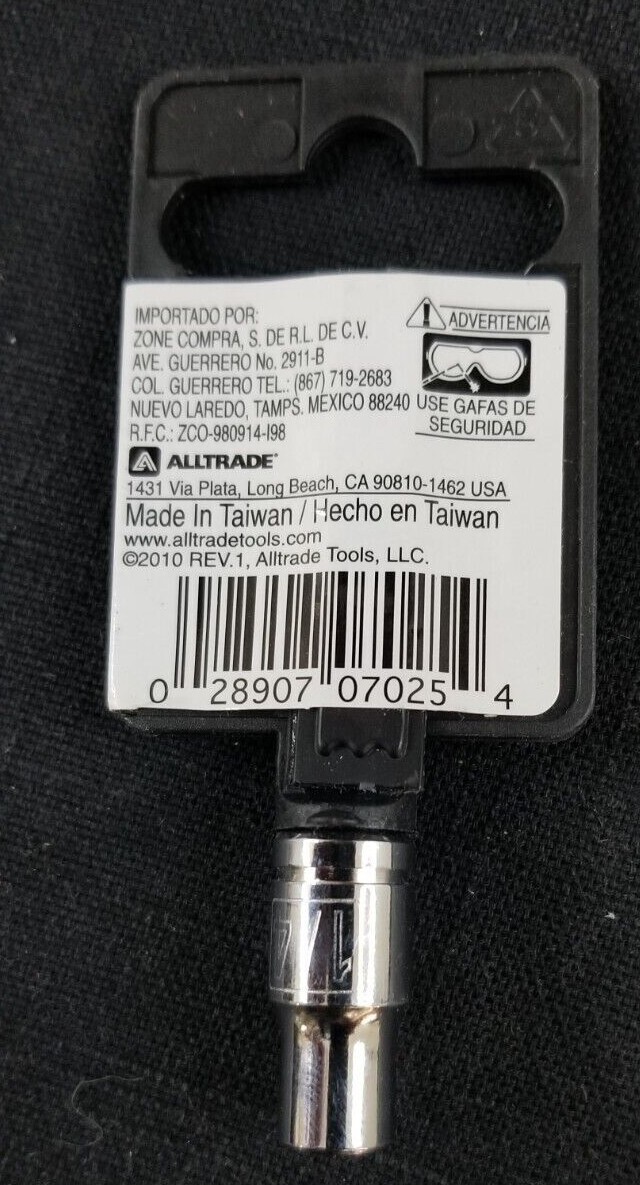 IMPORTADO POR:
ZONE COMPRA, S. DE R.L. DE C.V.
AVE. GUERRERO No. 2911-B
COL. GUERRERO TEL.: (867) 719-2683
NUEVO LAREDO, TAMPS. MEXICO 88240
R.F.C.: ZCO-980914-I98
ADVERTENCIA
USE GAFAS DE
SEGURIDAD
ALLTRADE
1431 Via Plata, Long Beach, CA 90810-1462 USA
Made In Taiwan / Hecho en Taiwan
www.alltradetools.com
©2010 REV.1, Alltrade Tools, LLC.
0 28907 07025 4
1/4